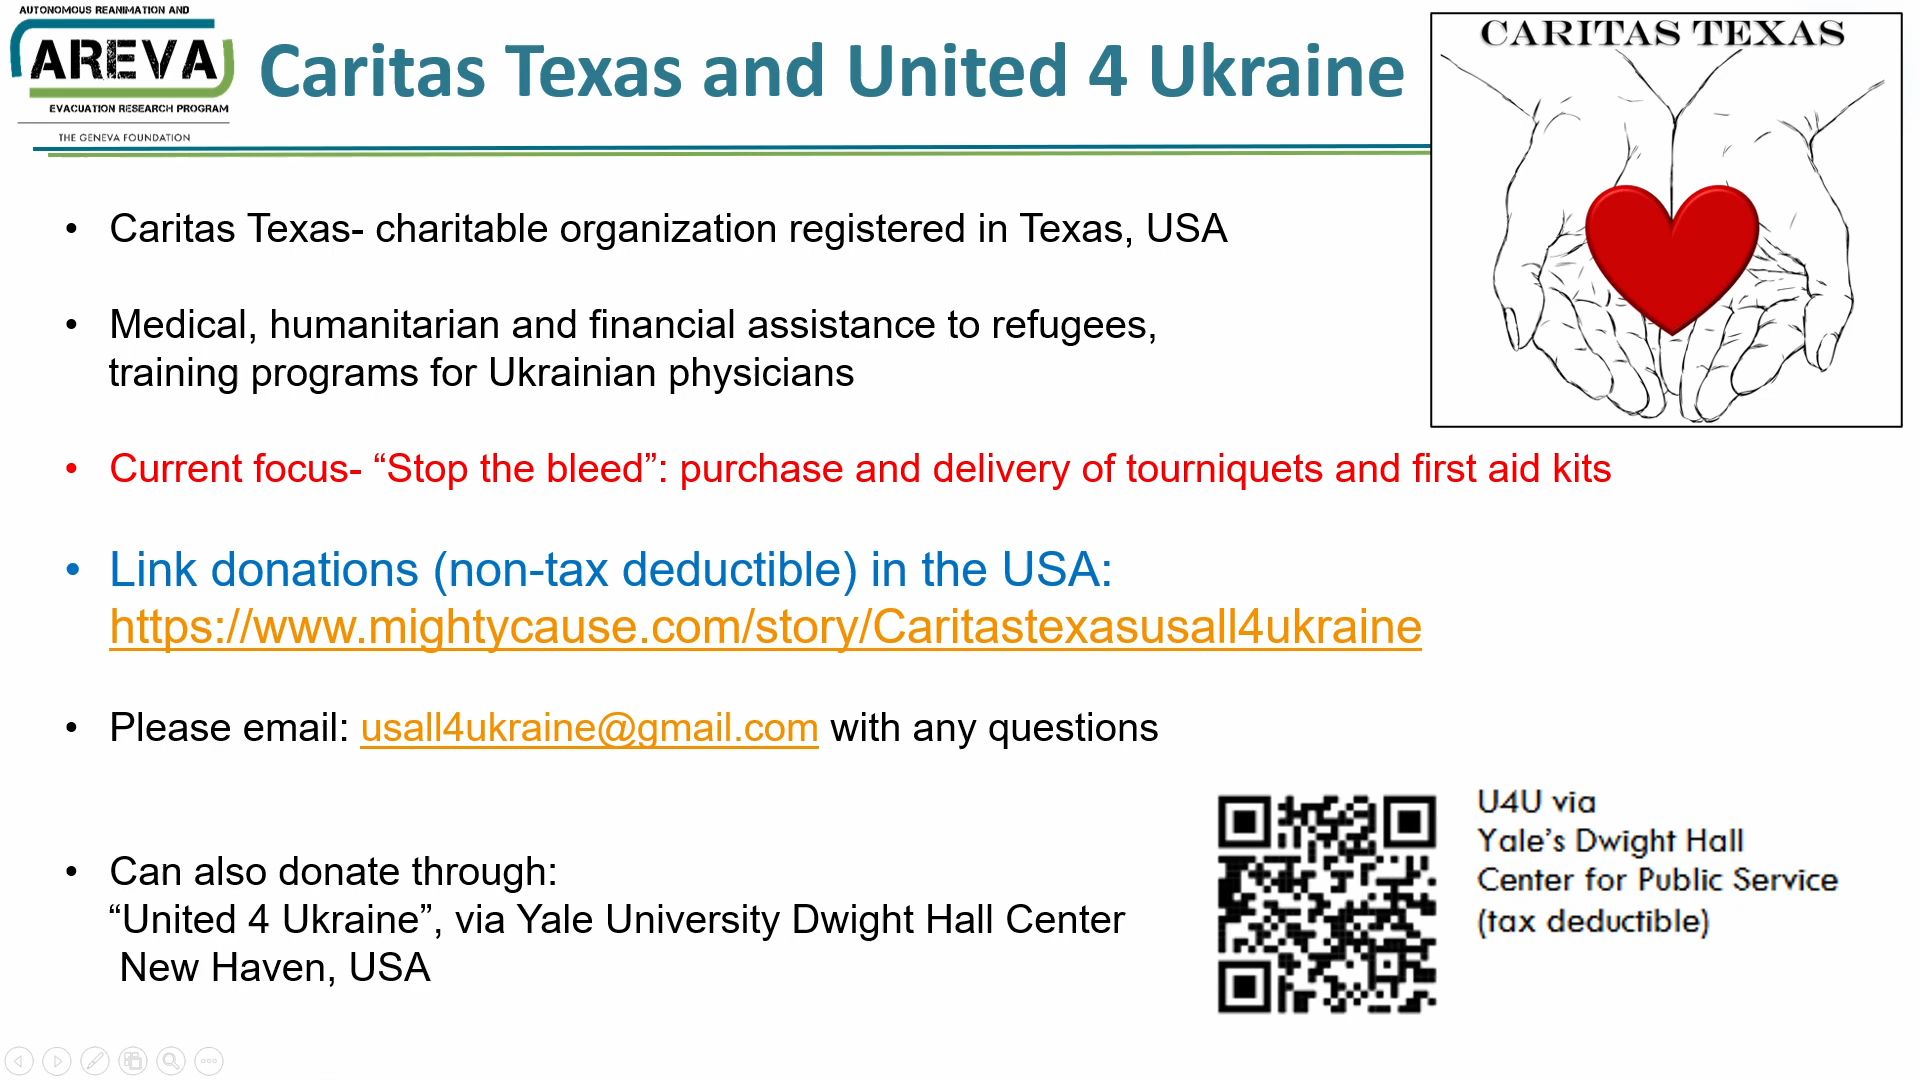 AUTONOMOUS REANIMATION AND
AREVA
EVACUATION RESEARCH PROGRAM
THE GENEVA FOUNDATION
Caritas Texas and United 4 Ukraine
CARITAS TEXAS
• Caritas Texas- charitable organization registered in Texas, USA
• Medical, humanitarian and financial assistance to refugees,
training programs for Ukrainian physicians
• Current focus- “Stop the bleed”: purchase and delivery of tourniquets and first aid kits
• Link donations (non-tax deductible) in the USA:
https://www.mightycause.com/story/Caritastexasusall4ukraine
• Please email: usall4ukraine@gmail.com with any questions
• Can also donate through:
“United 4 Ukraine”, via Yale University Dwight Hall Center
New Haven, USA
U4U via
Yale’s Dwight Hall
Center for Public Service
(tax deductible)